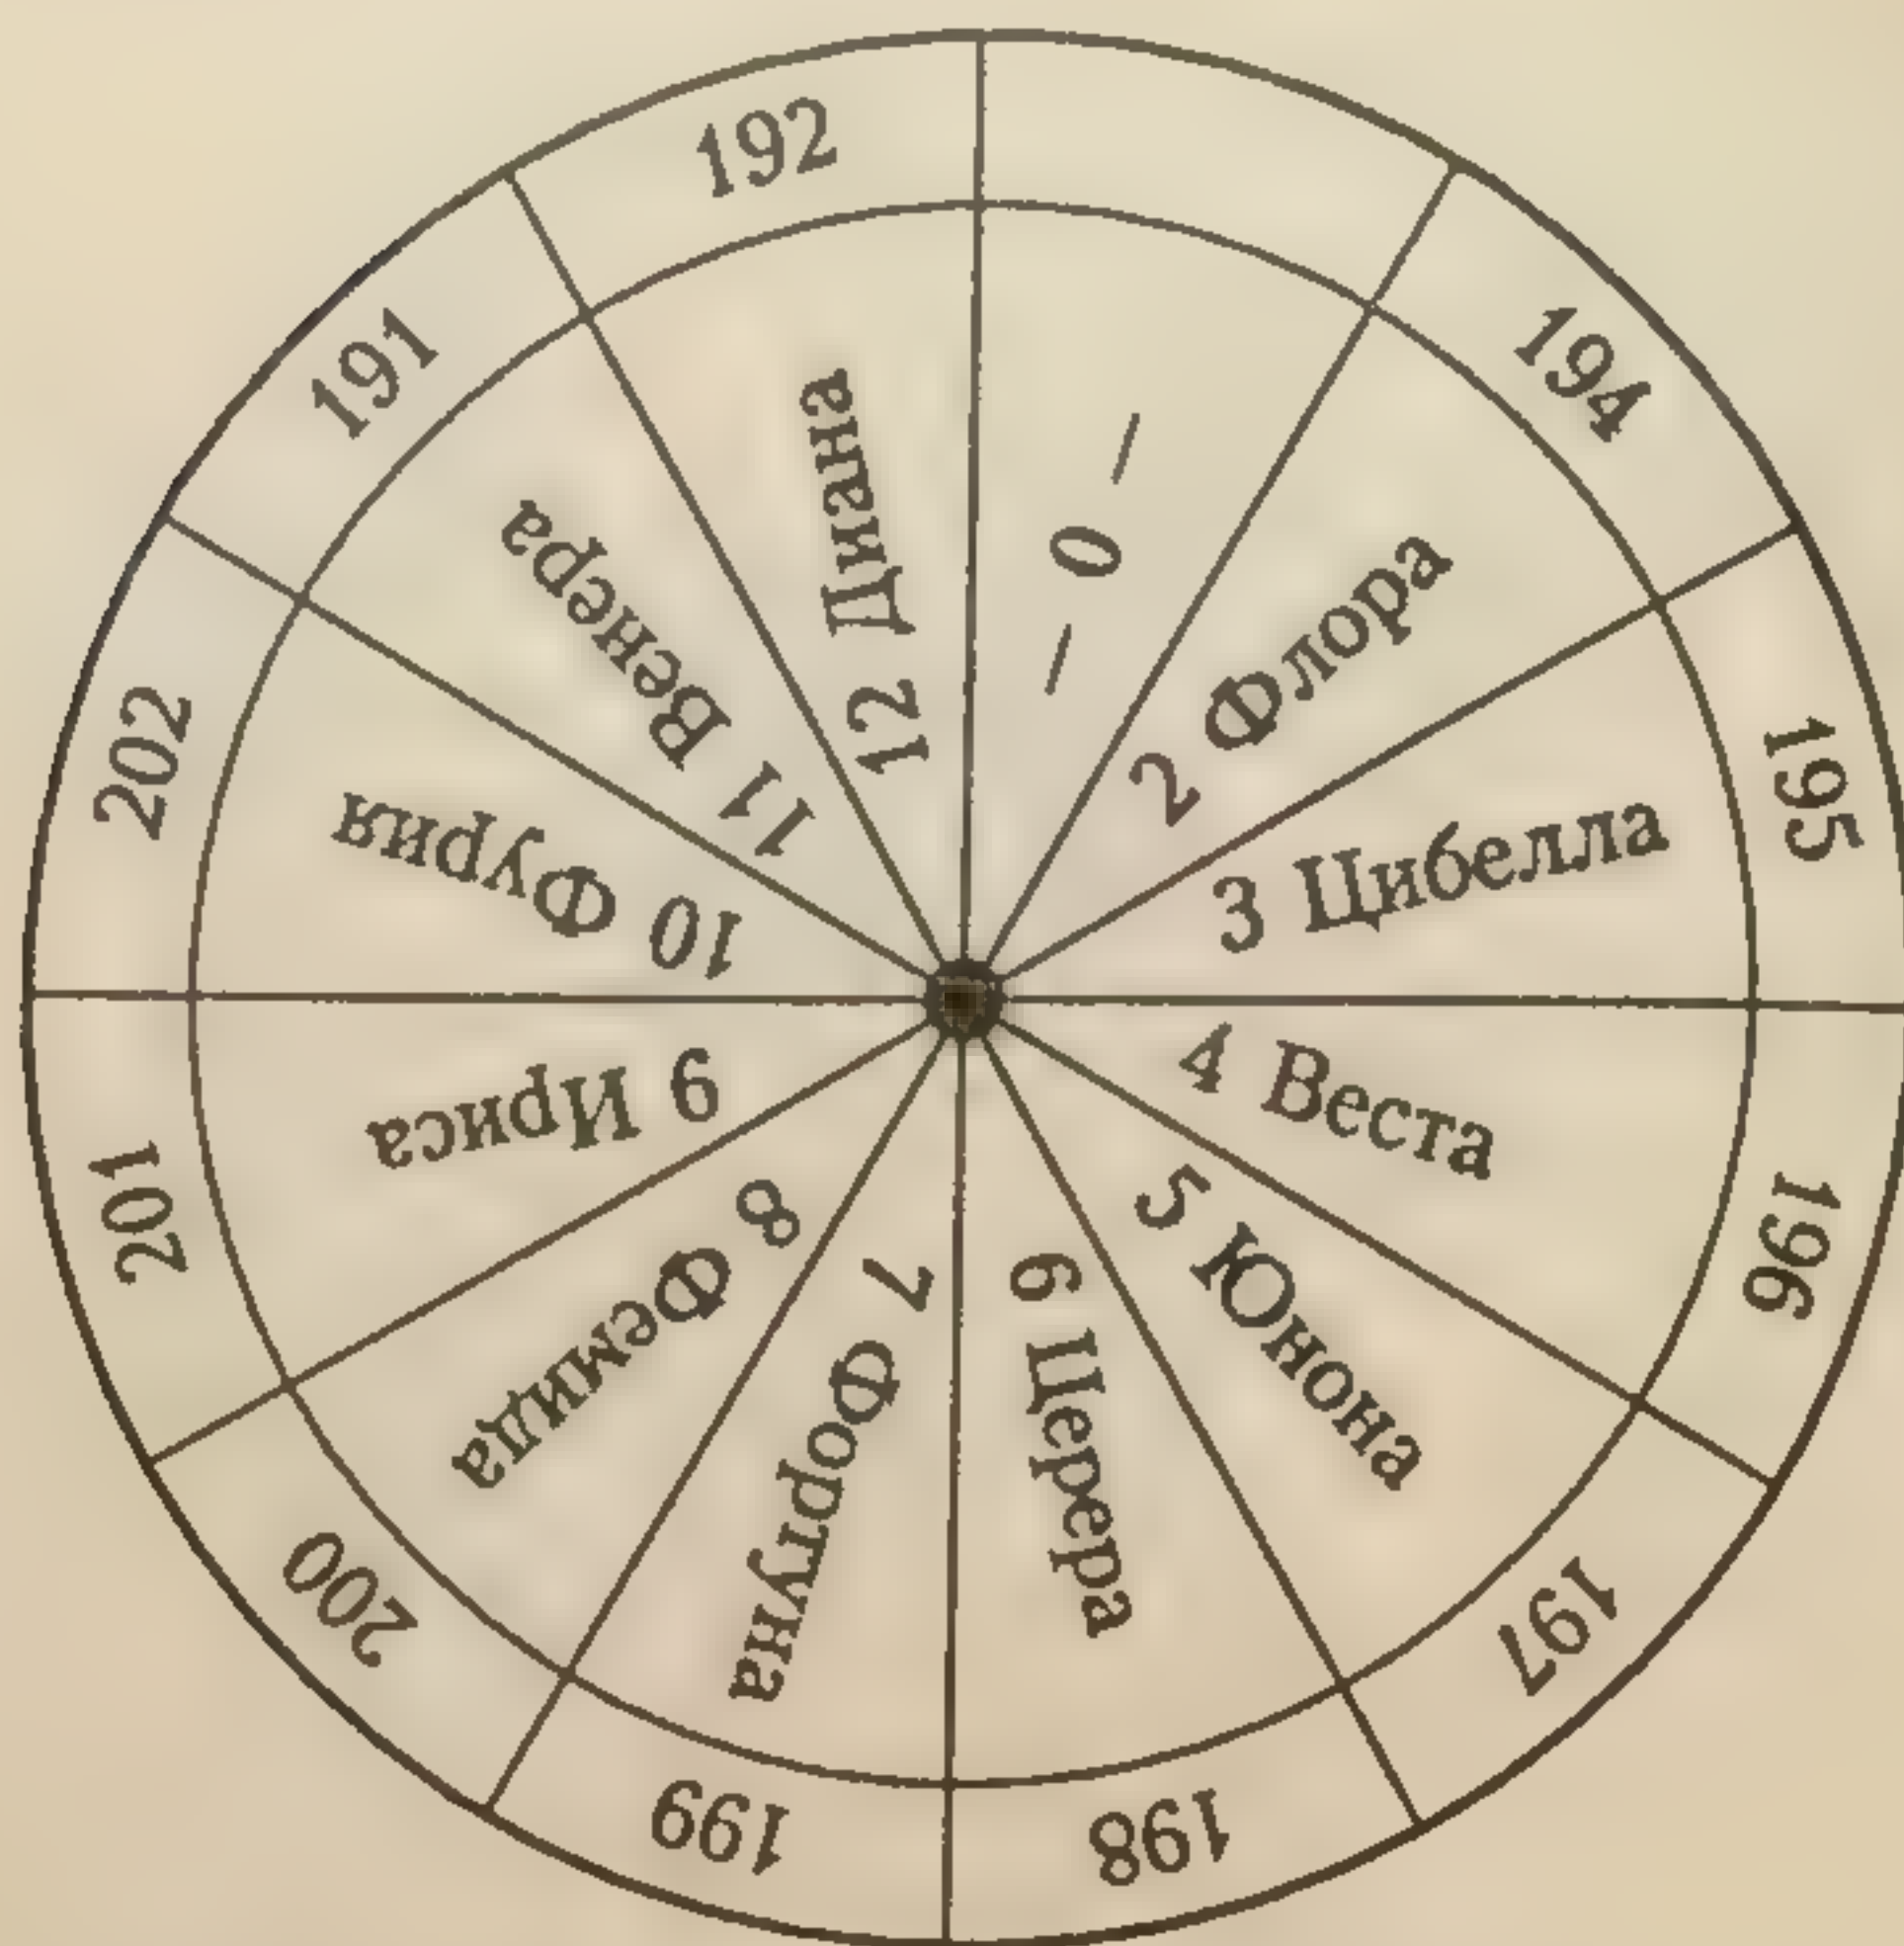 — 0 —
2 Флора
194
3 Цибелла
195
4 Веста
196
5 Юнона
197
6 Церера
198
7 Фортуна
199
8 Фемида
200
9 Ириса
201
10 Фурия
202
11 Венера
191
12 Диана
192